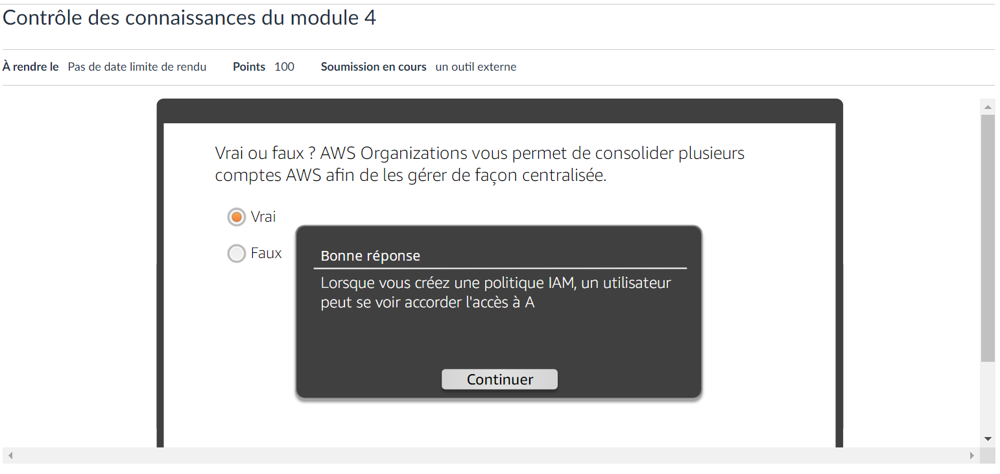 Contrôle des connaissances du module 4
À rendre le Pas de date limite de rendu Points 100 Soumission en cours un outil externe
Vrai ou faux ? AWS Organizations vous permet de consolider plusieurs
comptes AWS afin de les gérer de façon centralisée.
Vrai
Faux
Bonne réponse
Lorsque vous créez une politique IAM, un utilisateur
peut se voir accorder l'accès à A
Continuer